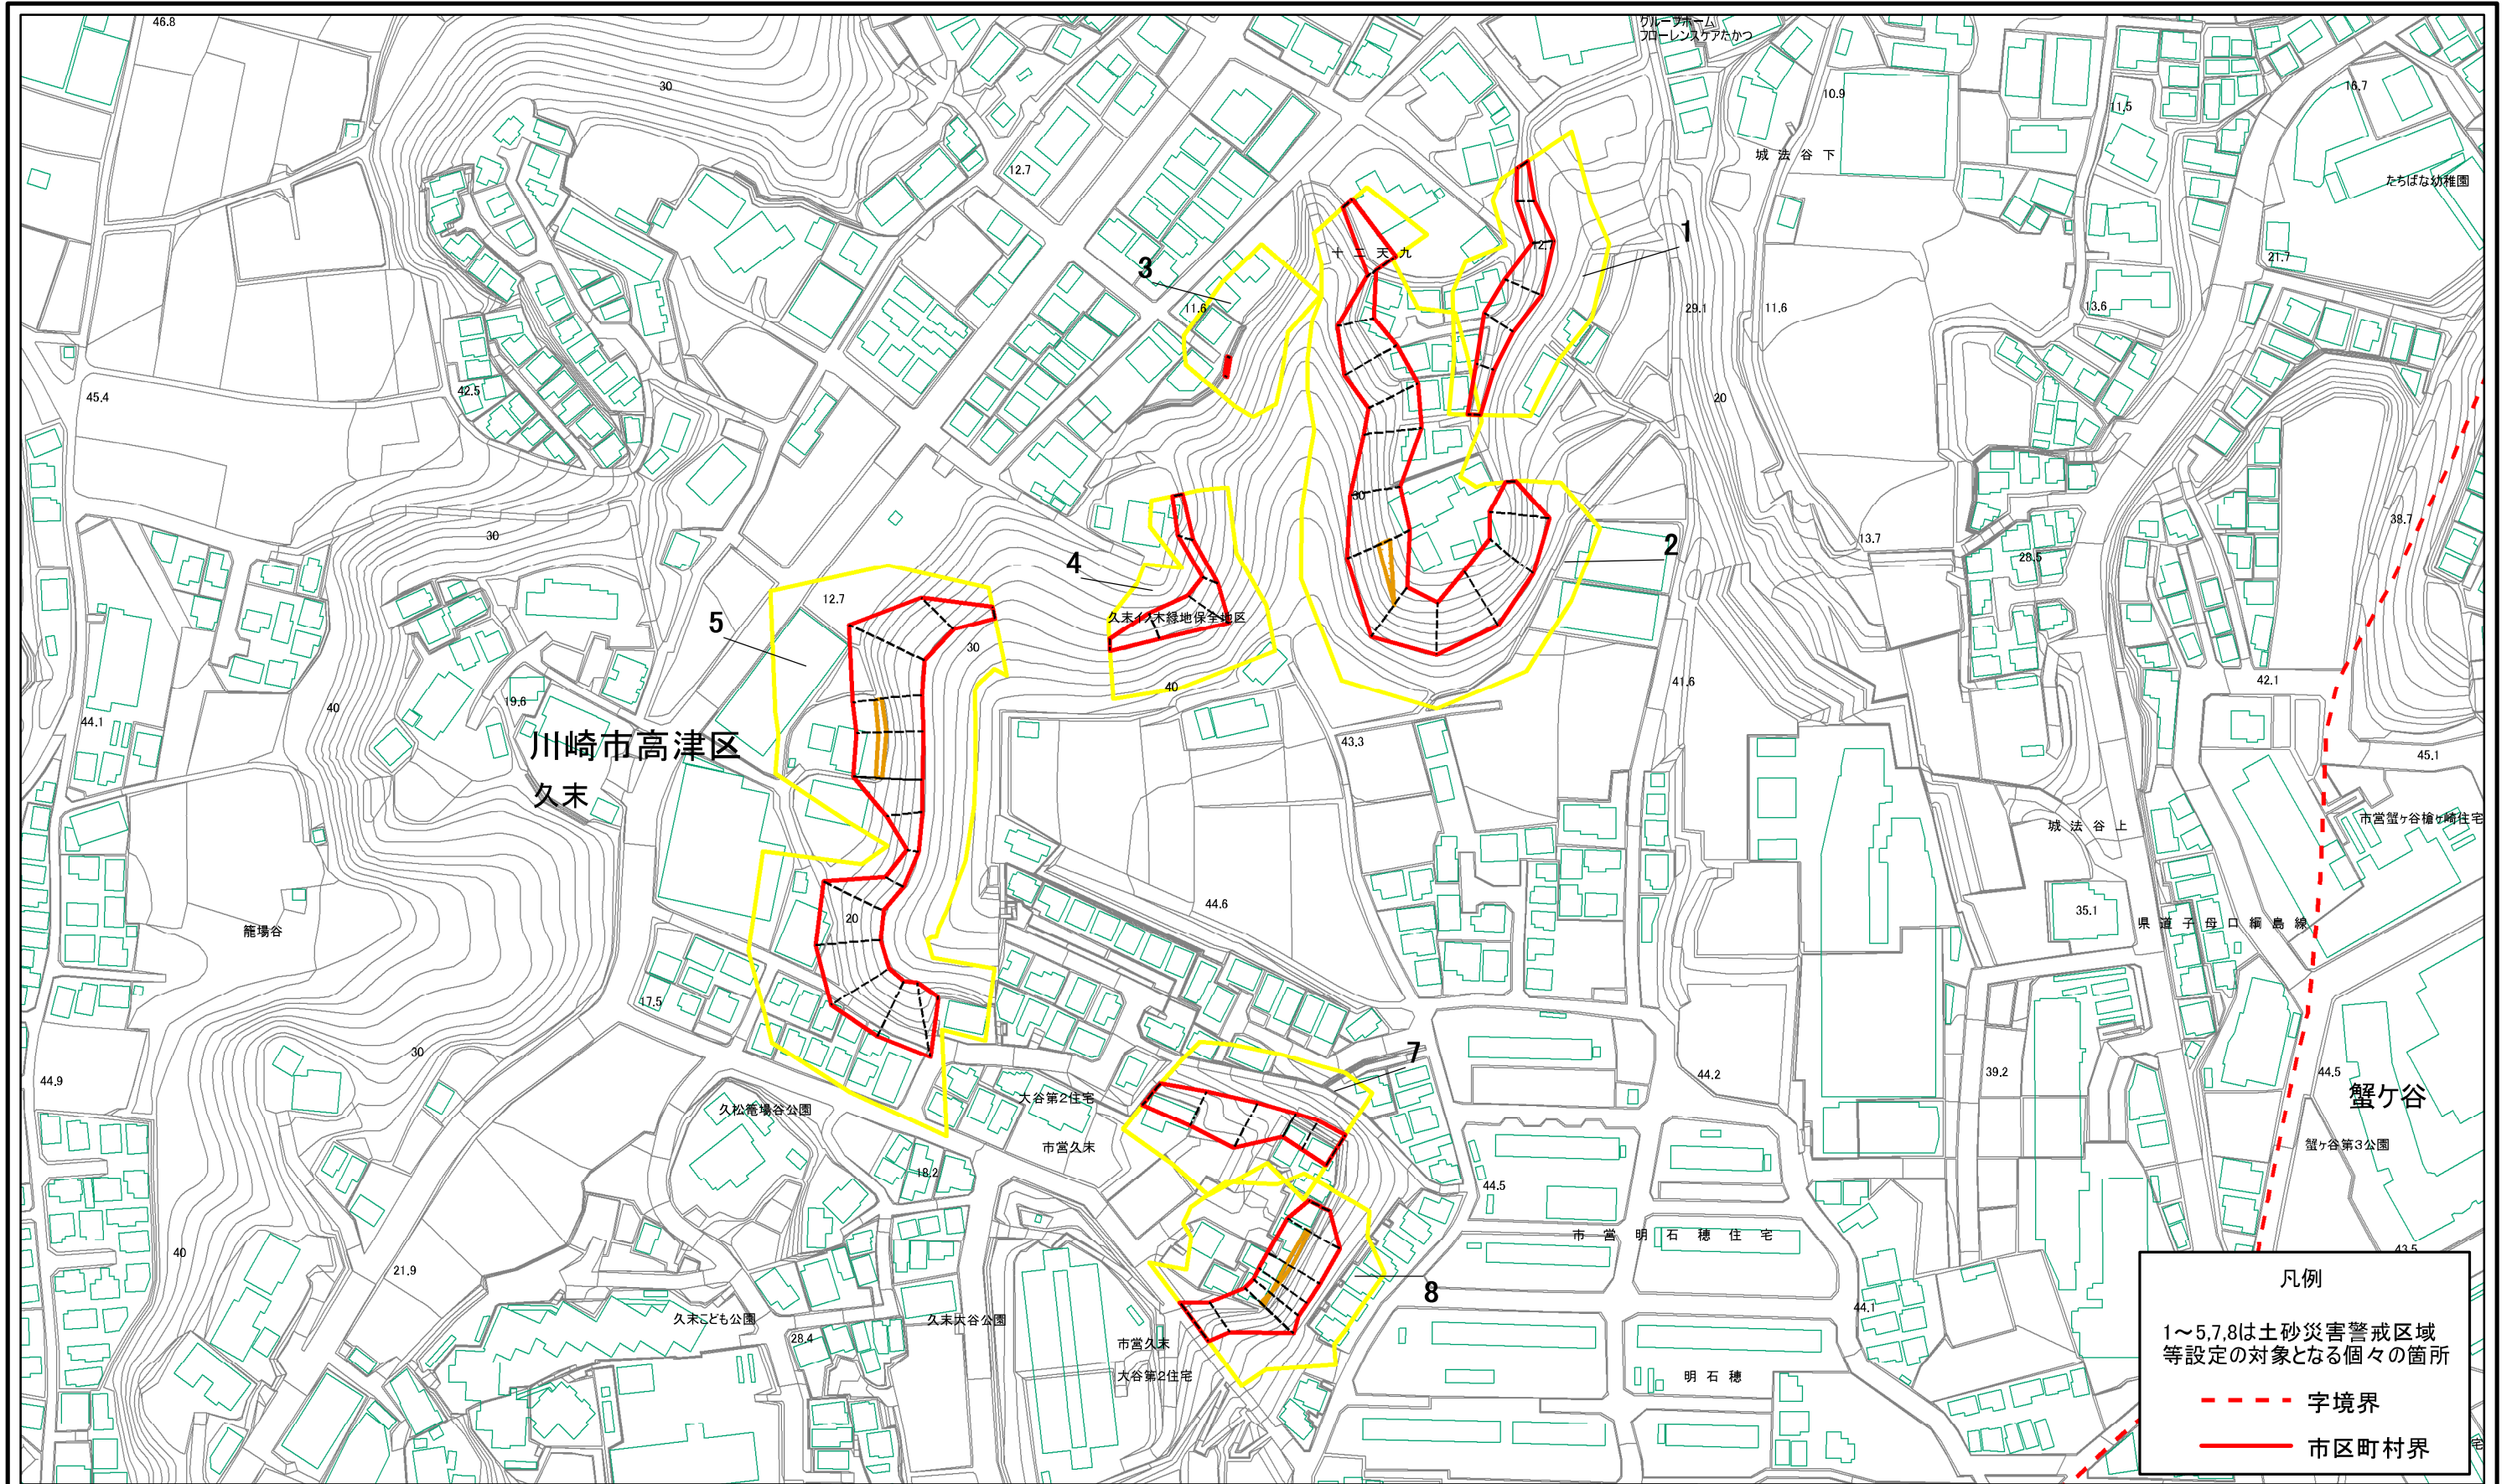 46.8
グループホーム
フローレンスケアたかつ
30
10.9
11.5
16.7
12.7
城法谷下
たちばな幼稚園
1
十二天九
12.
21.7
3
11.6
29.1
11.6
13.6
42.5
45.4
20
30
38.7
30
13.7
2
28.5
4
12.7
久末イノ木緑地保全地区
5
30
40
41.6
42.1
19.6
40
44.1
川崎市高津区
43.3
45.1
久末
市営蟹ヶ谷槍ヶ崎住宅
城法谷上
44.6
35.1
20
籠場谷
県道子母口綱島線
17.5
30
7
44.2
39.2
44.5
44.9
蟹ケ谷
大谷第2住宅
久松籠場谷公園
市営久末
蟹ヶ谷第3公園
18.2
44.5
市営明石穂住宅
40
43.5
21.9
8
44.1
久末こども公園
久末大谷公園
28.4
市営久末
大谷第2住宅
明石穂
凡例
1～5,7,8は土砂災害警戒区域
等設定の対象となる個々の箇所
字境界
市区町村界
宅